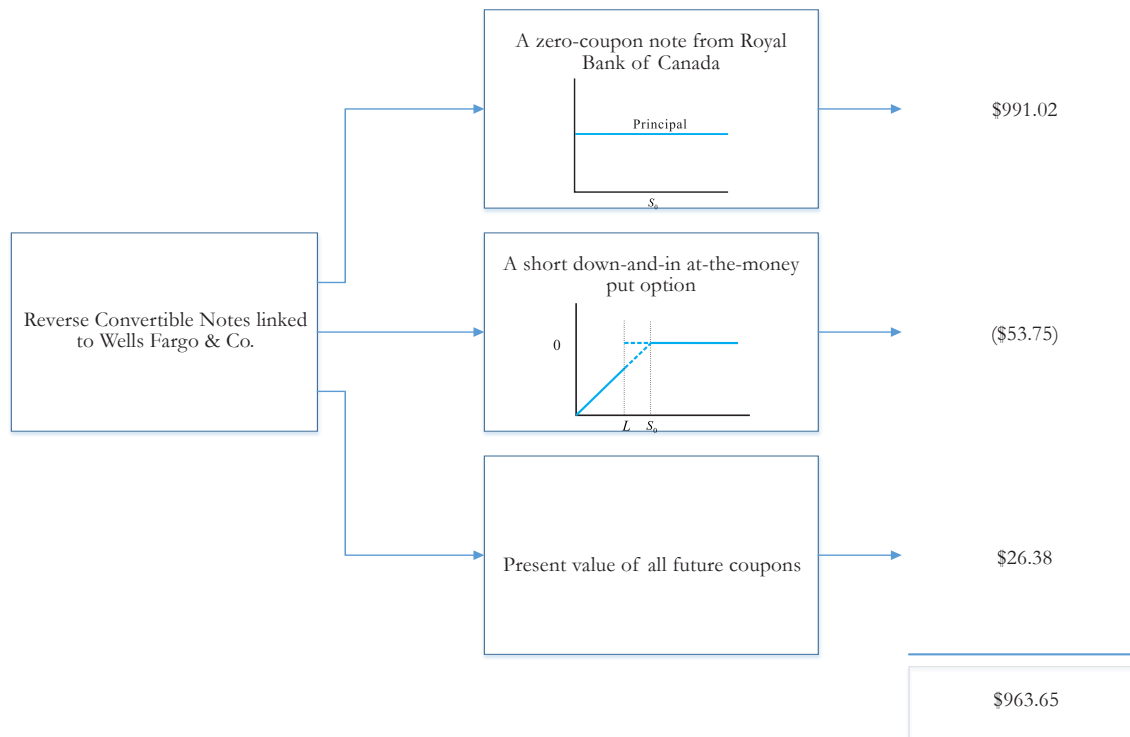 A zero-coupon note from Royal
Bank of Canada
Principal
S₀
$991.02
Reverse Convertible Notes linked
to Wells Fargo & Co.
A short down-and-in at-the-money
put option
0
L S₀
($53.75)
Present value of all future coupons
$26.38
$963.65